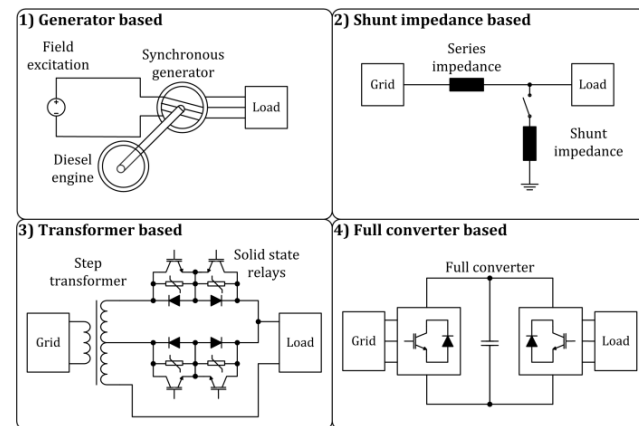 1) Generator based
Field
excitation
Synchronous
generator
Load
Diesel
engine
2) Shunt impedance based
Series
impedance
Grid
Load
Shunt
impedance
3) Transformer based
Step
transformer
Solid state
relays
Grid
Load
4) Full converter based
Full converter
Grid
Load